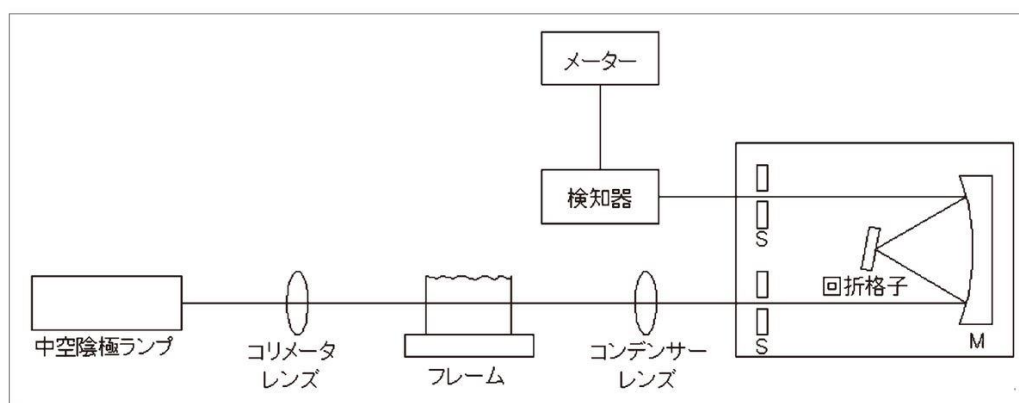 メーター
検知器
S
回折格子
S
M
中空陰極ランプ
コリメータ
レンズ
フレーム
コンデンサー
レンズ